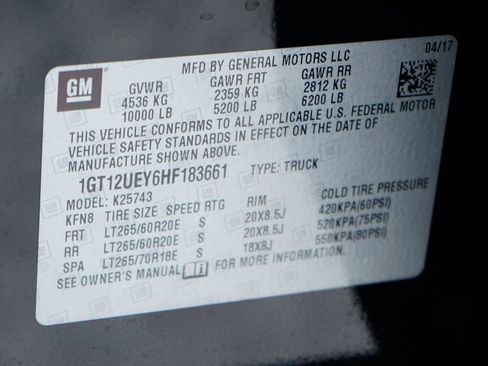 MFD BY GENERAL MOTORS LLC 04/17
GM GVWR GAWR FRT GAWR RR
4536 KG 2359 KG 2812 KG
10000 LB 5200 LB 6200 LB
THIS VEHICLE CONFORMS TO ALL APPLICABLE U.S. FEDERAL MOTOR
VEHICLE SAFETY STANDARDS IN EFFECT ON THE DATE OF
MANUFACTURE SHOWN ABOVE.
1GT12UEY6HF183661 TYPE: TRUCK
MODEL: K25743
KFN8 TIRE SIZE SPEED RTG RIM COLD TIRE PRESSURE
FRT LT265/60R20E S 20X8.5J 420KPA(60PSI)
RR LT265/60R20E S 20X8.5J 520KPA(75PSI)
SPA LT265/70R18E S 18X8J 550KPA(80PSI)
SEE OWNER'S MANUAL FOR MORE INFORMATION.